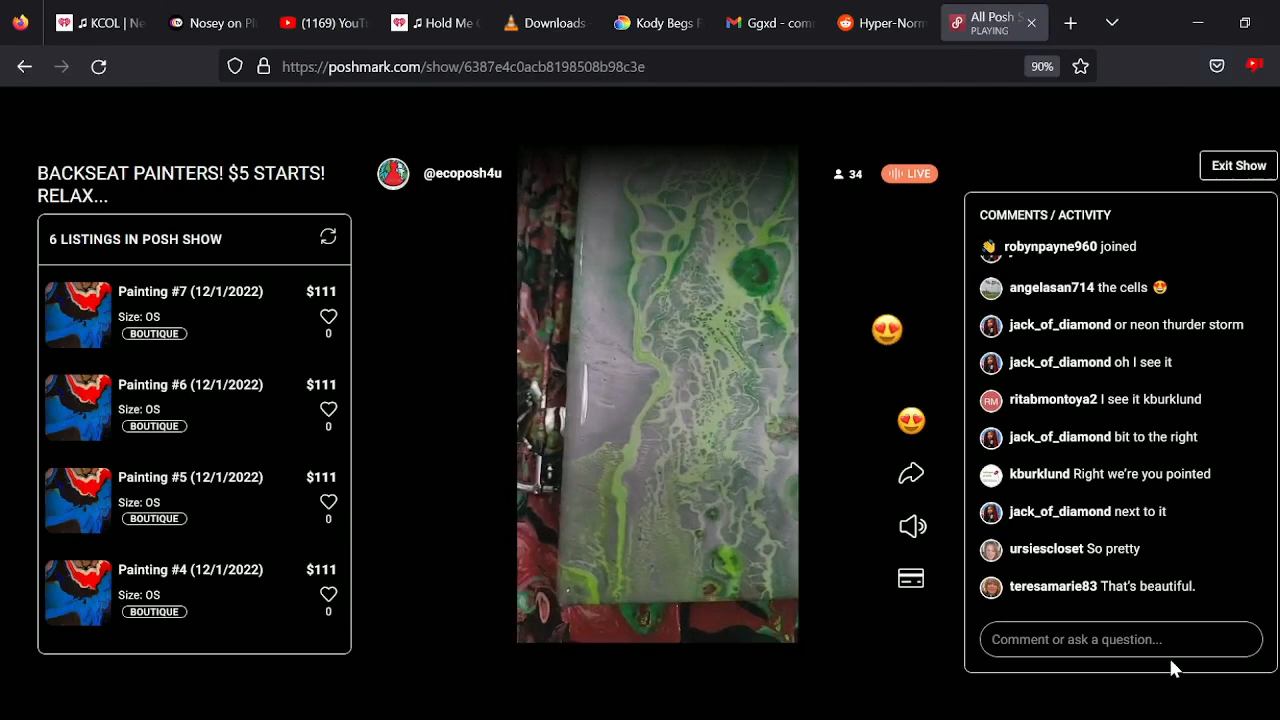 ♫ KCOL | Ne
Nosey on Pl
(1169) YouT
♫ Hold Me C
Downloads
Kody Begs F
Ggxd - com
Hyper-Norm
All Posh S
PLAYING
https://poshmark.com/show/6387e4c0acb8198508b98c3e
90%
BACKSEAT PAINTERS! $5 STARTS!
RELAX...
6 LISTINGS IN POSH SHOW
Painting #7 (12/1/2022) $111
Size: OS
BOUTIQUE 0
Painting #6 (12/1/2022) $111
Size: OS
BOUTIQUE 0
Painting #5 (12/1/2022) $111
Size: OS
BOUTIQUE 0
Painting #4 (12/1/2022) $111
Size: OS
BOUTIQUE 0
@ecoposh4u
34 LIVE
Exit Show
COMMENTS / ACTIVITY
👋 robynpayne960 joined
angelasan714 the cells 😍
jack_of_diamond or neon thurder storm
jack_of_diamond oh I see it
RM ritabmontoya2 I see it kburklund
jack_of_diamond bit to the right
kburklund Right we're you pointed
jack_of_diamond next to it
ursiescloset So pretty
teresamarie83 That's beautiful.
Comment or ask a question...